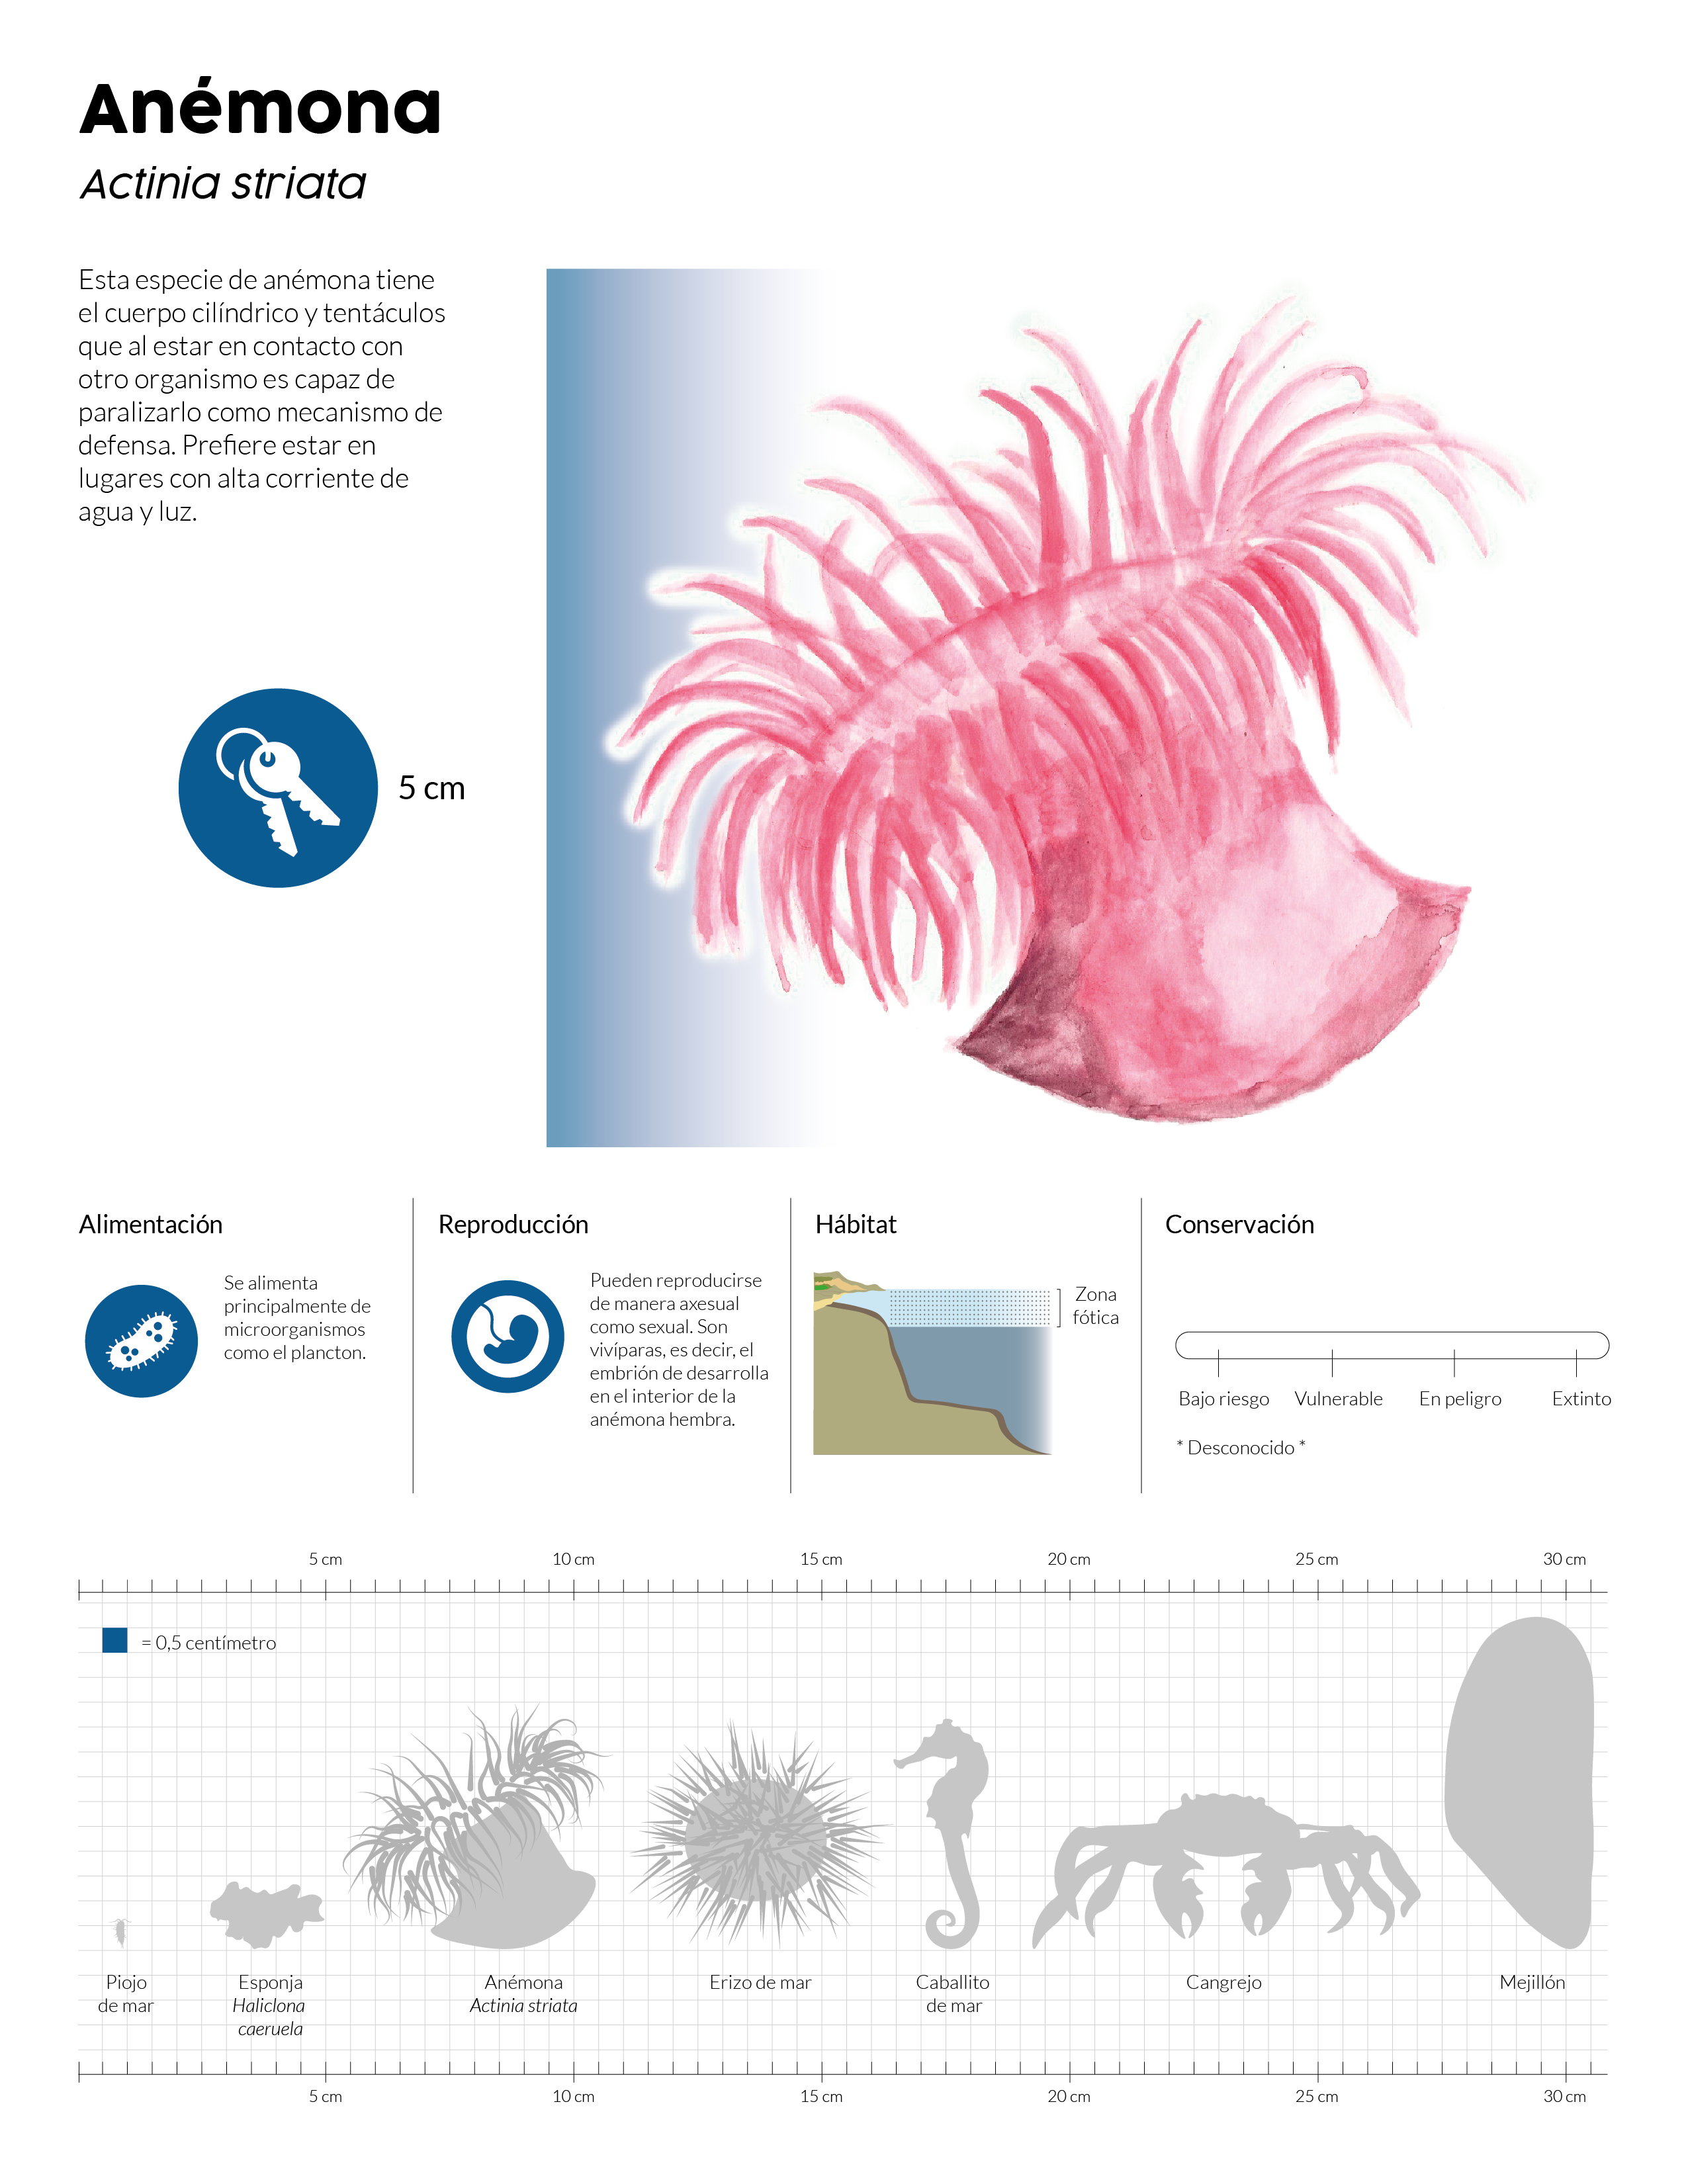 Anémona
Actinia striata
Esta especie de anémona tiene
el cuerpo cilíndrico y tentáculos
que al estar en contacto con
otro organismo es capaz de
paralizarlo como mecanismo de
defensa. Prefiere estar en
lugares con alta corriente de
agua y luz.
5 cm
Alimentación
Se alimenta
principalmente de
microorganismos
como el plancton.
Reproducción
Pueden reproducirse
de manera axesual
como sexual. Son
vivíparas, es decir, el
embrión de desarrolla
en el interior de la
anémona hembra.
Hábitat
Zona
fótica
Conservación
Bajo riesgo
Vulnerable
En peligro
Extinto
* Desconocido *
5 cm
10 cm
15 cm
20 cm
25 cm
30 cm
= 0,5 centímetro
Piojo
de mar
Esponja
Haliclona
caeruela
Anémona
Actinia striata
Erizo de mar
Caballito
de mar
Cangrejo
Mejillón
5 cm
10 cm
15 cm
20 cm
25 cm
30 cm